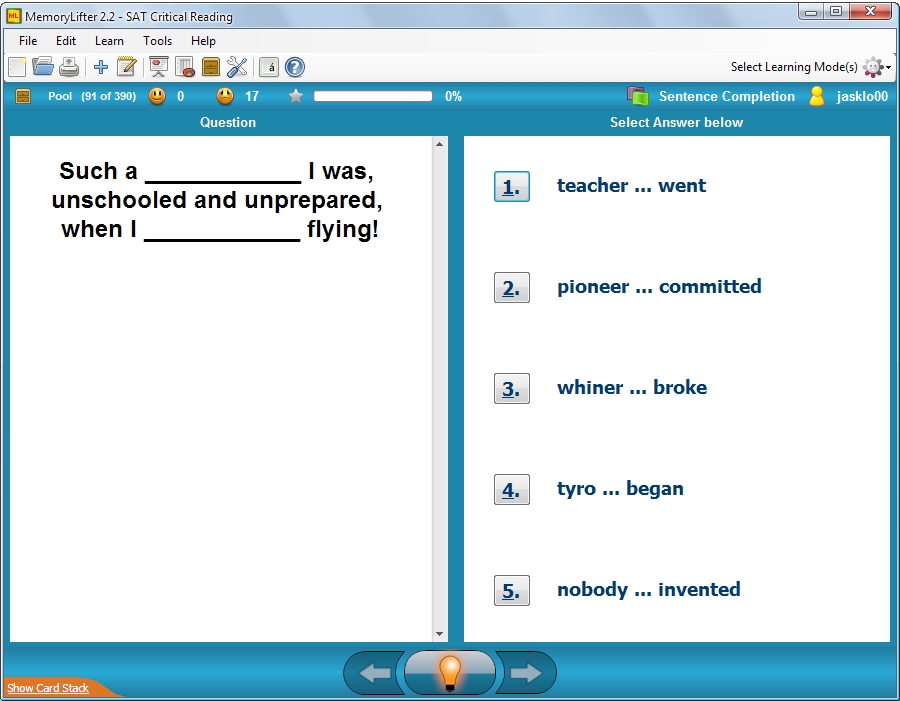 MemoryLifter 2.2 - SAT Critical Reading
File Edit Learn Tools Help
á ? Select Learning Mode(s)
Pool (91 of 390) 0 17 0% Sentence Completion jasklo00
Question
Select Answer below
Such a ____________ I was,
unschooled and unprepared,
when I ____________ flying!
1. teacher ... went
2. pioneer ... committed
3. whiner ... broke
4. tyro ... began
5. nobody ... invented
Show Card Stack